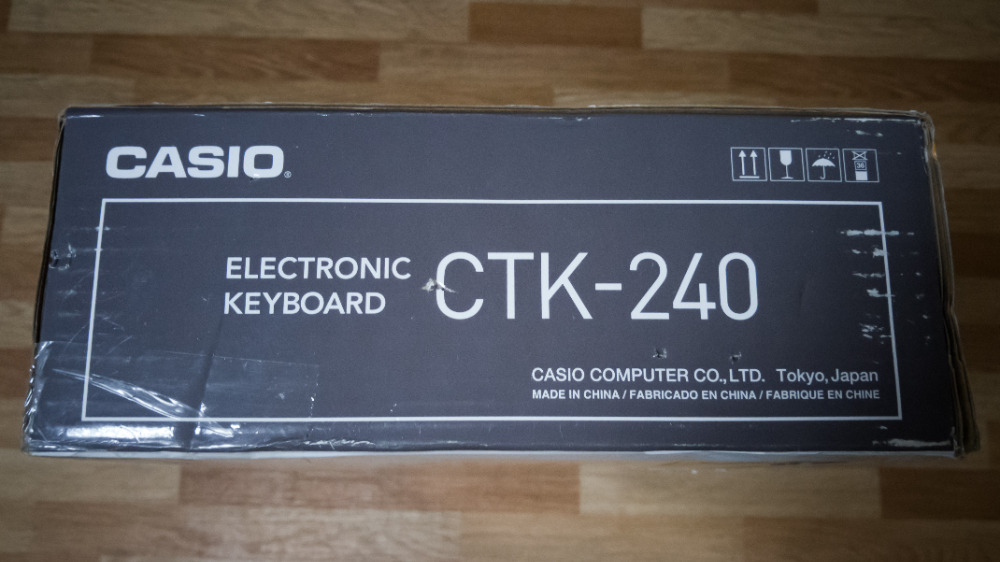 CASIO®
36
ELECTRONIC
KEYBOARD
CTK-240
CASIO COMPUTER CO.,LTD. Tokyo, Japan
MADE IN CHINA / FABRICADO EN CHINA / FABRIQUE EN CHINE